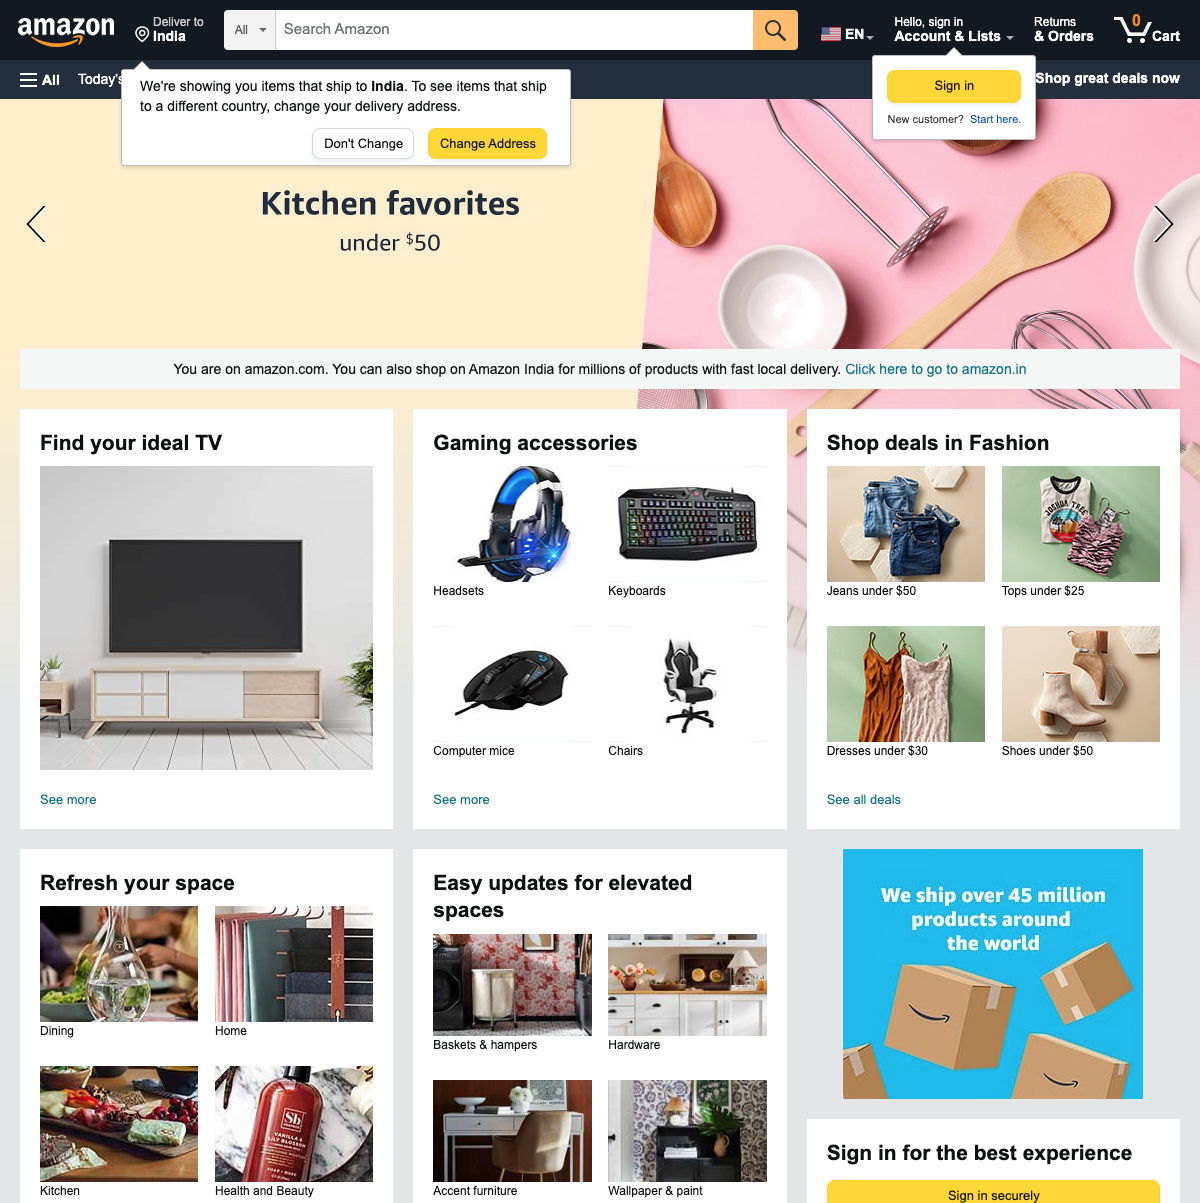 amazon
Deliver to
India
All
Search Amazon
EN
Hello, sign in
Account & Lists
Returns
& Orders
0
Cart
All
Today's
Shop great deals now
We're showing you items that ship to India. To see items that ship
to a different country, change your delivery address.
Don't Change
Change Address
Sign in
New customer? Start here.
Kitchen favorites
under $50
You are on amazon.com. You can also shop on Amazon India for millions of products with fast local delivery. Click here to go to amazon.in
Find your ideal TV
See more
Gaming accessories
Headsets
Keyboards
Computer mice
Chairs
See more
Shop deals in Fashion
JOSHUA TREE
Jeans under $50
Tops under $25
Dresses under $30
Shoes under $50
See all deals
Refresh your space
Dining
Home
Sb
VANILLA &
LILY BLOSSOM
Kitchen
Health and Beauty
Easy updates for elevated
spaces
Baskets & hampers
Hardware
Accent furniture
Wallpaper & paint
We ship over 45 million
products around
the world
Sign in for the best experience
Sign in securely